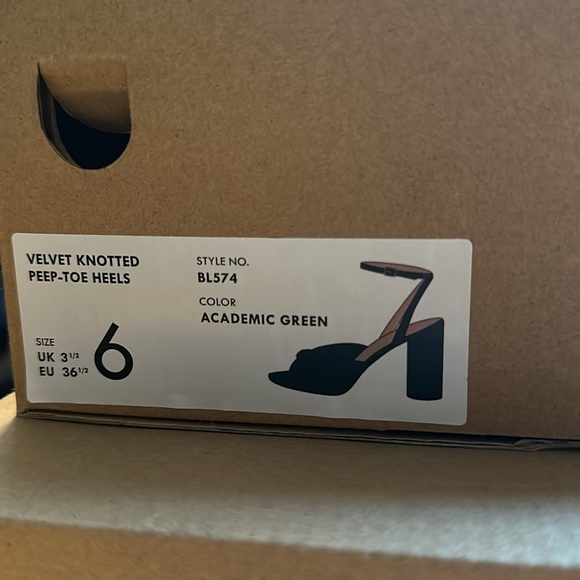 VELVET KNOTTED
PEEP-TOE HEELS
STYLE NO.
BL574
COLOR
ACADEMIC GREEN
SIZE
UK 3 1/2
EU 36 1/2
6